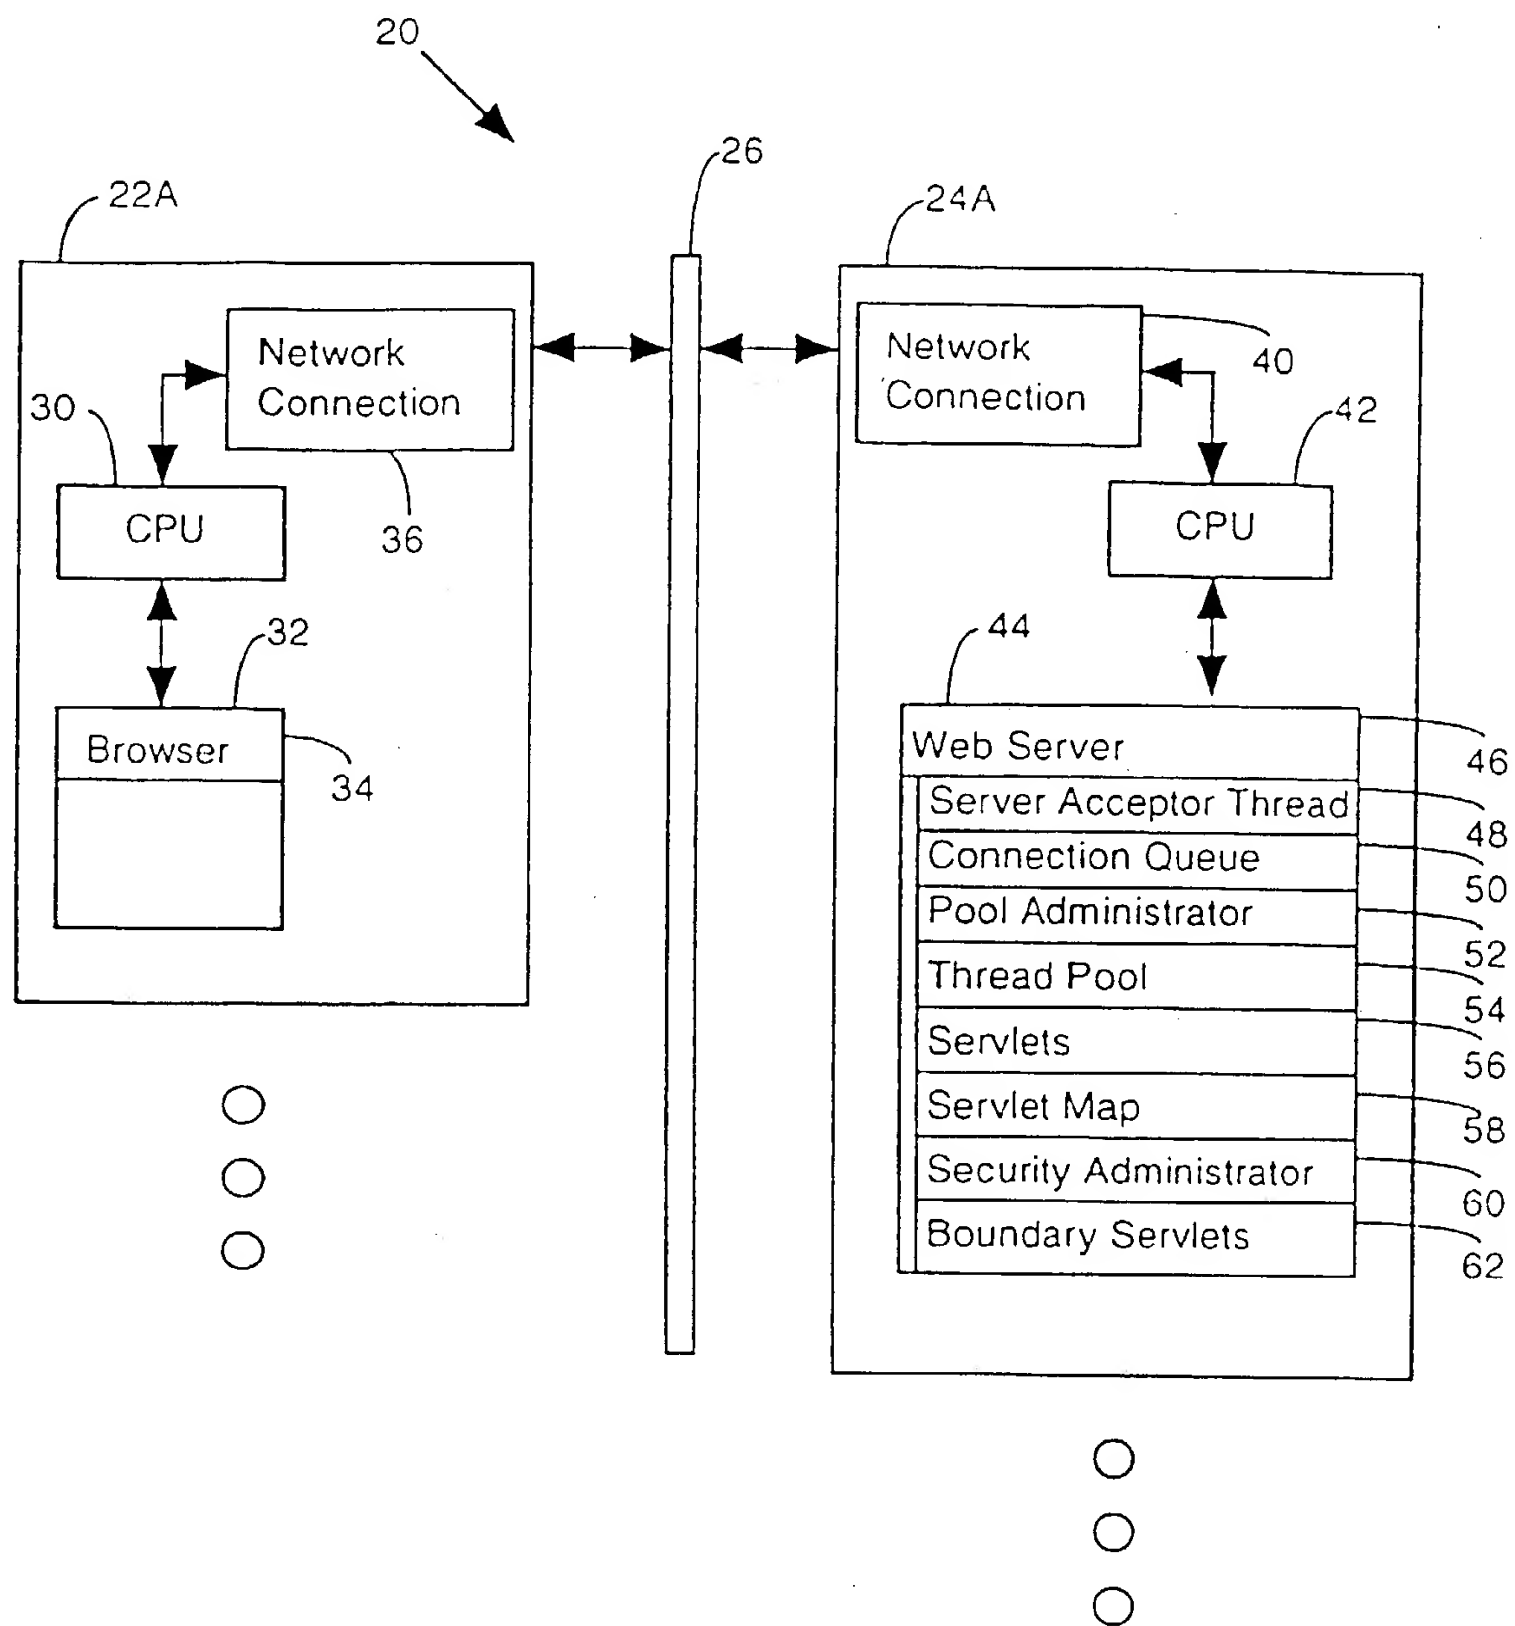 20
26
22A
24A
Network
Connection
30
36
CPU
32
Browser
34
Network
Connection
40
42
CPU
44
Web Server
46
Server Acceptor Thread
48
Connection Queue
50
Pool Administrator
52
Thread Pool
54
Servlets
56
Servlet Map
58
Security Administrator
60
Boundary Servlets
62